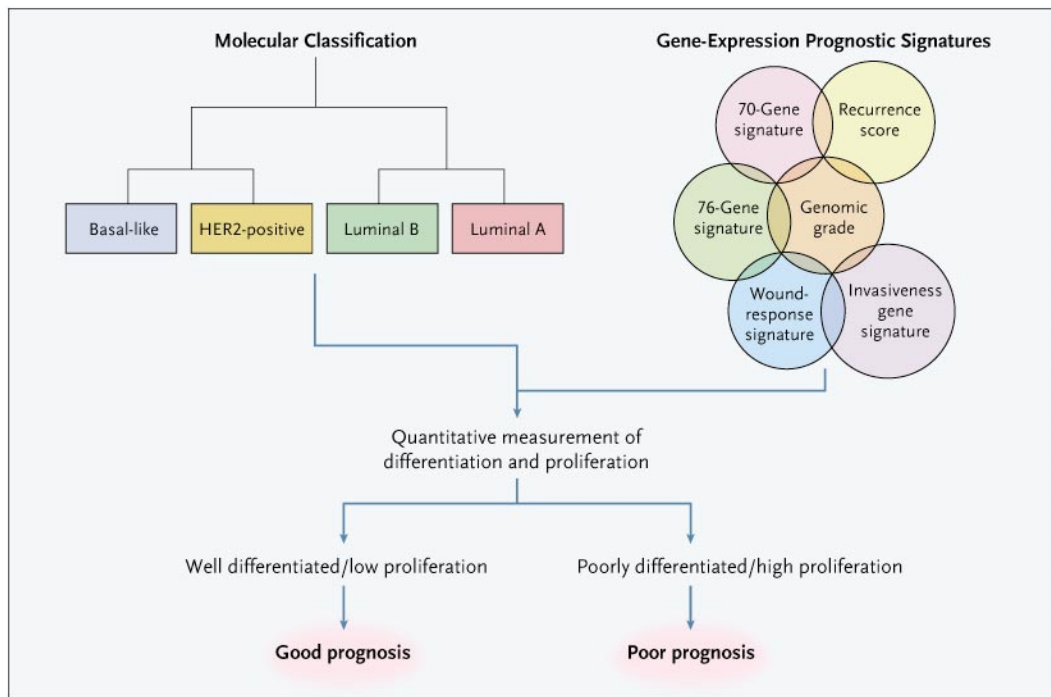 Molecular Classification
Gene-Expression Prognostic Signatures
70-Gene
signature
Recurrence
score
76-Gene
signature
Genomic
grade
Basal-like
HER2-positive
Luminal B
Luminal A
Wound-
response
signature
Invasiveness
gene
signature
Quantitative measurement of
differentiation and proliferation
Well differentiated/low proliferation
Poorly differentiated/high proliferation
Good prognosis
Poor prognosis